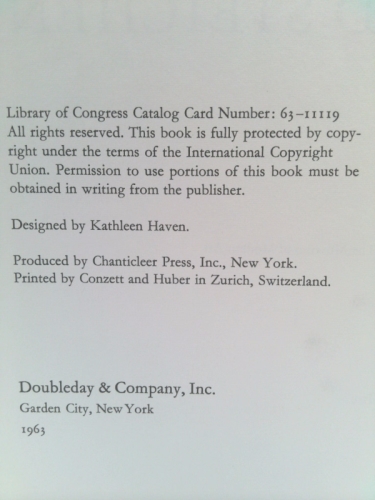 Library of Congress Catalog Card Number: 63–11119
All rights reserved. This book is fully protected by copy-
right under the terms of the International Copyright
Union. Permission to use portions of this book must be
obtained in writing from the publisher.
Designed by Kathleen Haven.
Produced by Chanticleer Press, Inc., New York.
Printed by Conzett and Huber in Zurich, Switzerland.
Doubleday & Company, Inc.
Garden City, New York
1963